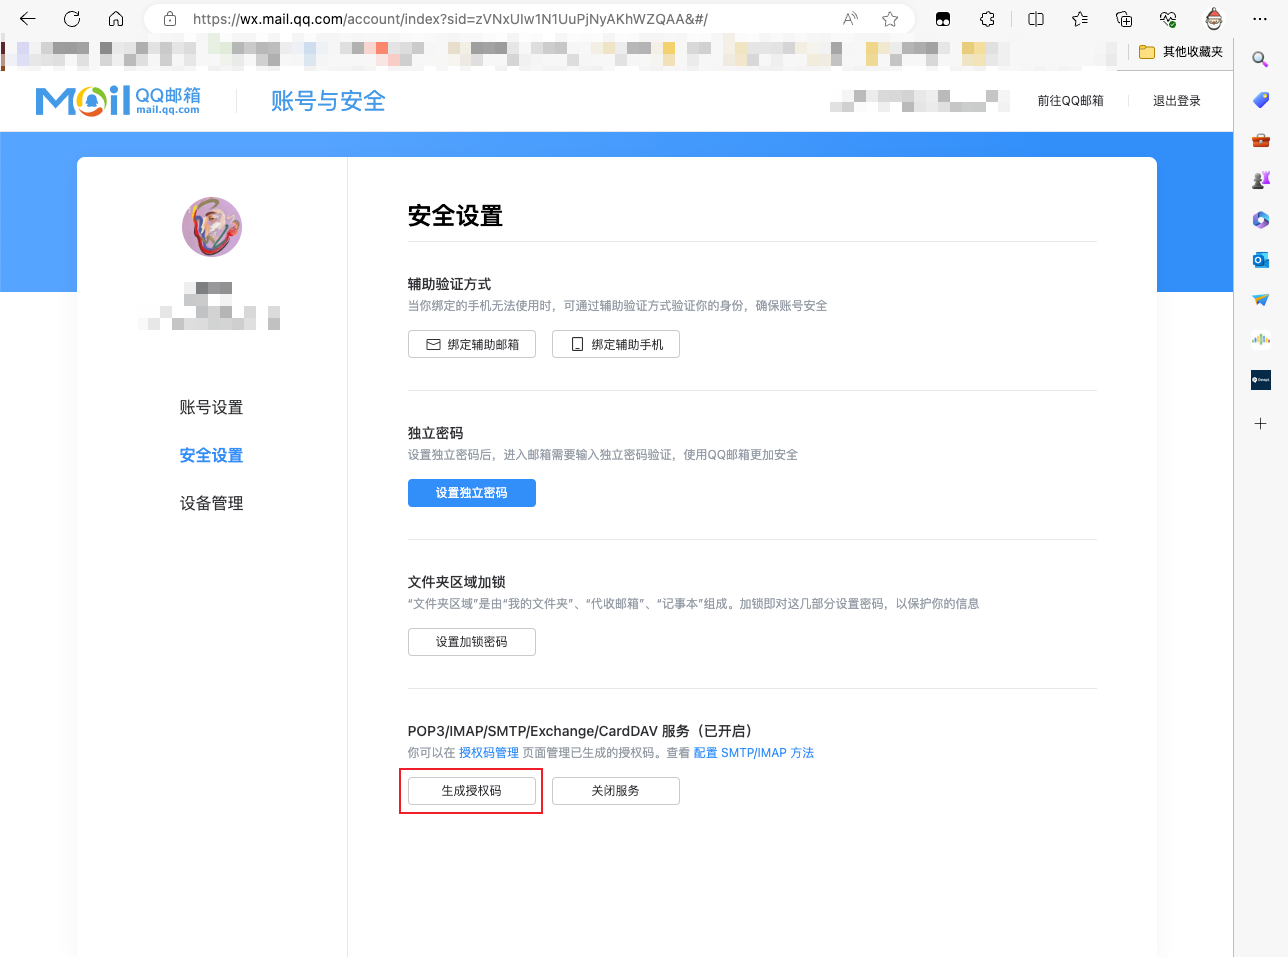 https://wx.mail.qq.com/account/index?sid=zVNxUIw1N1UuPjNyAKhWZQAA&#/
其他收藏夹
Mail QQ邮箱
mail.qq.com
账号与安全
前往QQ邮箱
退出登录
安全设置
辅助验证方式
当你绑定的手机无法使用时，可通过辅助验证方式验证你的身份，确保账号安全
绑定辅助邮箱
绑定辅助手机
账号设置
安全设置
设备管理
独立密码
设置独立密码后，进入邮箱需要输入独立密码验证，使用QQ邮箱更加安全
设置独立密码
文件夹区域加锁
“文件夹区域”是由“我的文件夹”、“代收邮箱”、“记事本”组成。加锁即对这几部分设置密码，以保护你的信息
设置加锁密码
POP3/IMAP/SMTP/Exchange/CardDAV 服务（已开启）
你可以在 授权码管理 页面管理已生成的授权码。查看 配置 SMTP/IMAP 方法
生成授权码
关闭服务